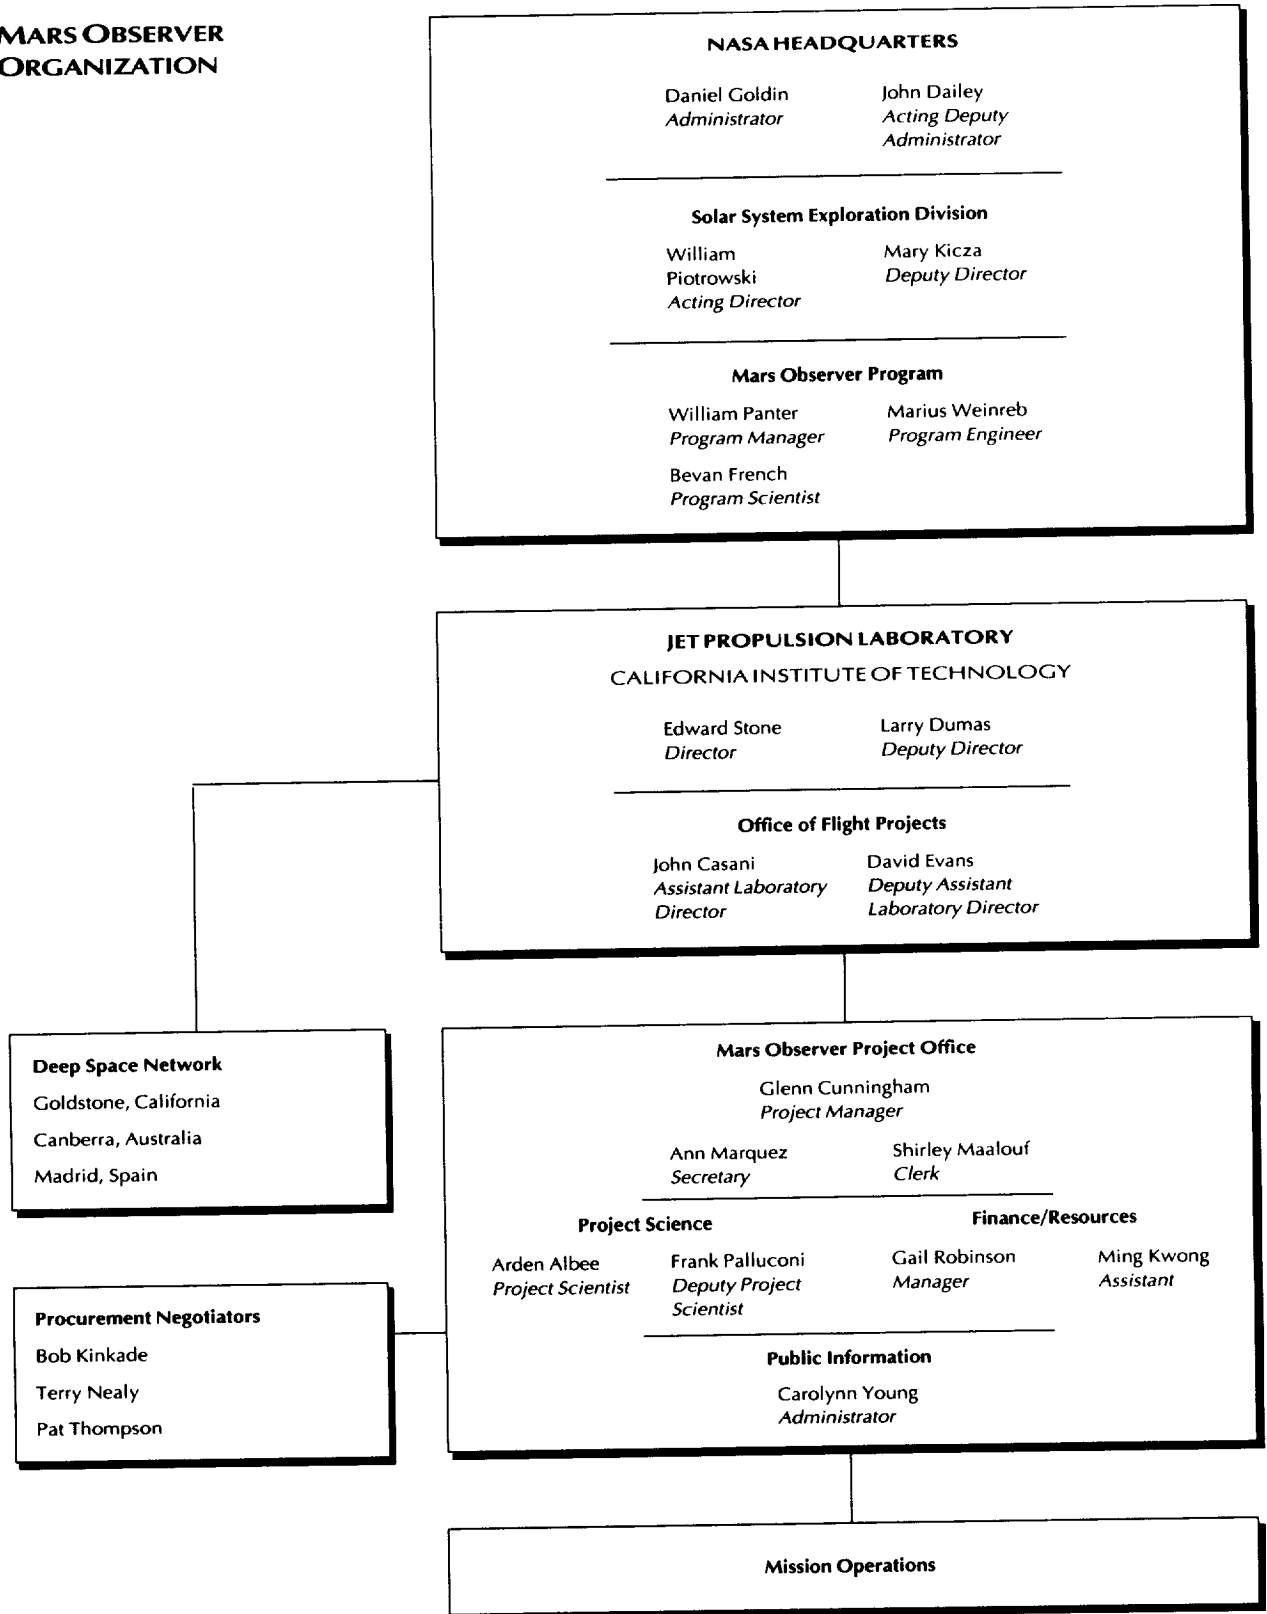 MARS OBSERVER
ORGANIZATION
NASA HEADQUARTERS
Daniel Goldin
Administrator
John Dailey
Acting Deputy
Administrator
Solar System Exploration Division
William
Piotrowski
Acting Director
Mary Kicza
Deputy Director
Mars Observer Program
William Panter
Program Manager
Marius Weinreb
Program Engineer
Bevan French
Program Scientist
JET PROPULSION LABORATORY
CALIFORNIA INSTITUTE OF TECHNOLOGY
Edward Stone
Director
Larry Dumas
Deputy Director
Office of Flight Projects
John Casani
Assistant Laboratory
Director
David Evans
Deputy Assistant
Laboratory Director
Deep Space Network
Goldstone, California
Canberra, Australia
Madrid, Spain
Mars Observer Project Office
Glenn Cunningham
Project Manager
Ann Marquez
Secretary
Shirley Maalouf
Clerk
Project Science
Arden Albee
Project Scientist
Frank Palluconi
Deputy Project
Scientist
Finance/Resources
Gail Robinson
Manager
Ming Kwong
Assistant
Public Information
Carolynn Young
Administrator
Procurement Negotiators
Bob Kinkade
Terry Nealy
Pat Thompson
Mission Operations